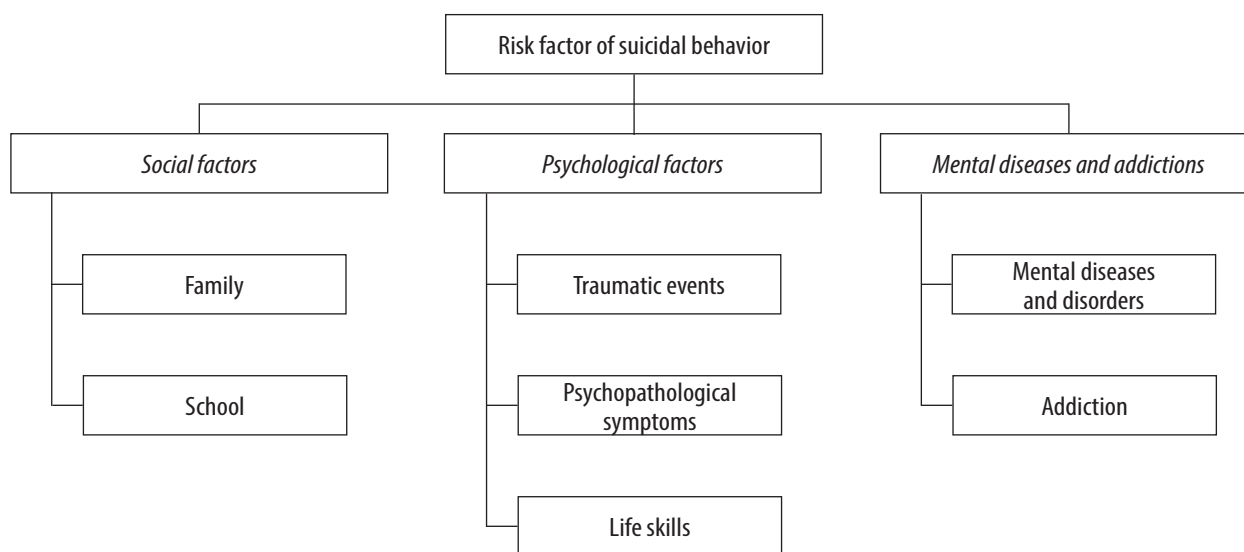 Risk factor of suicidal behavior
Social factors
Psychological factors
Mental diseases and addictions
Family
Traumatic events
Mental diseases
and disorders
School
Psychopathological
symptoms
Addiction
Life skills